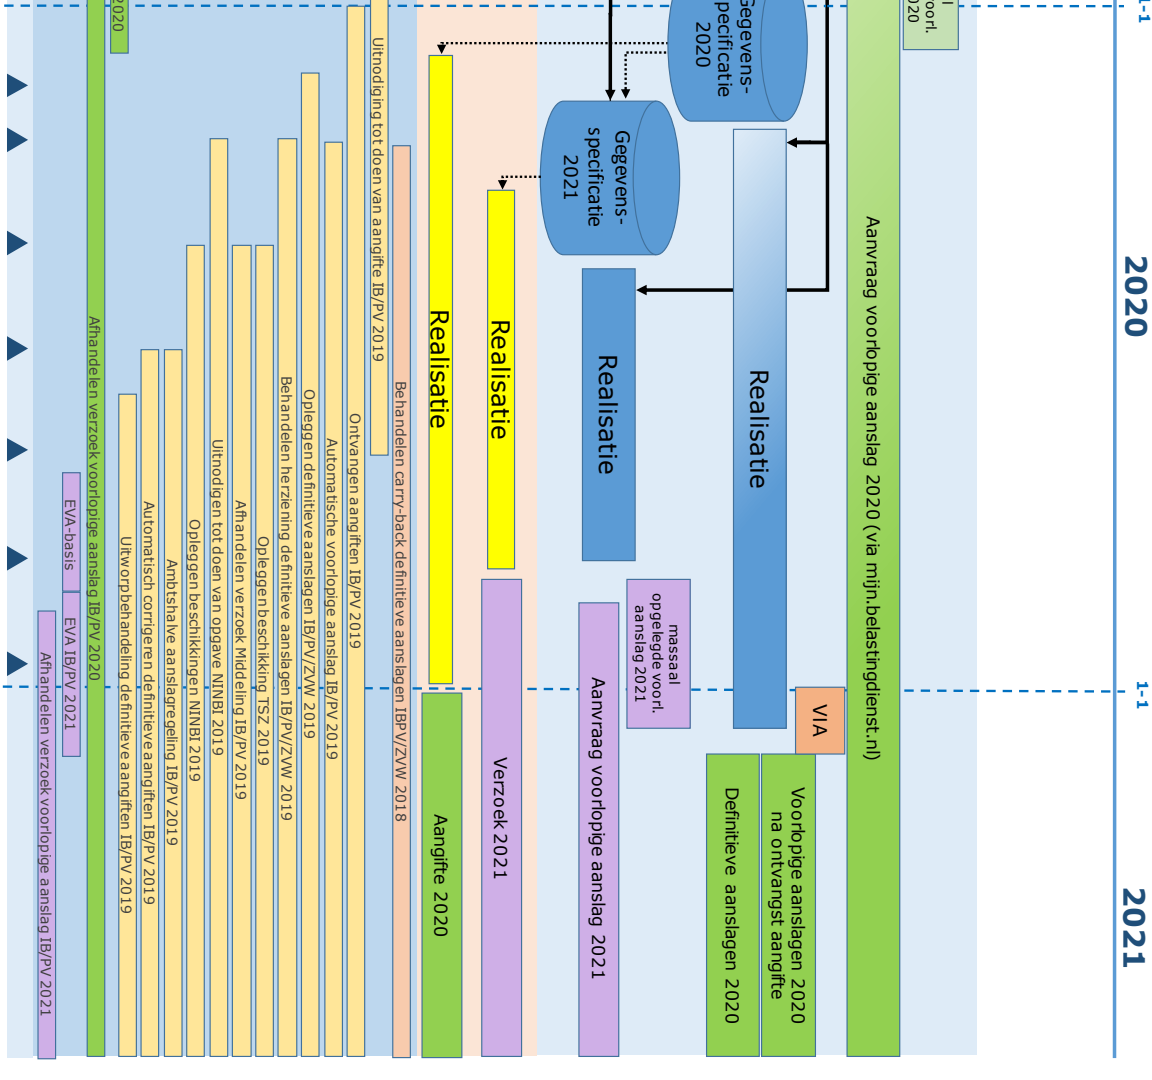 1-1
2020
1-1
2021
voorl.
2020
Aanvraag voorlopige aanslag 2020 (via mijn.belastingdienst.nl)
VIA
Voorlopige aanslagen 2020
na ontvangst aangifte
Realisatie
Definitieve aanslagen 2020
Gegevens-
specificatie
2020
massaal
opgelegde voorl.
aanslag 2021
Gegevens-
specificatie
2021
Realisatie
Aanvraag voorlopige aanslag 2021
Realisatie
Verzoek 2021
Realisatie
Aangifte 2020
Behandelen carry-back definitieve aanslagen IBPV/ZVW 2018
Uitnodiging tot doen van aangifte IB/PV 2019
Ontvangen aangiften IB/PV 2019
Automatische voorlopige aanslag IB/PV 2019
Opleggen definitieve aanslagen IB/PV/ZVW 2019
Behandelen herziening definitieve aanslagen IB/PV/ZVW 2019
Opleggen beschikking TSZ 2019
Afhandelen verzoek Middeling IB/PV 2019
Uitnodigen tot doen van opgave NINBI 2019
Opleggen beschikkingen NINBI 2019
Ambtshalve aanslagregeling IB/PV 2019
Automatisch corrigeren definitieve aangiften IB/PV 2019
Uitworpbehandeling definitieve aangiften IB/PV 2019
2020
Afhandelen verzoek voorlopige aanslag IB/PV 2020
EVA-basis
EVA IB/PV 2021
Afhandelen verzoek voorlopige aanslag IB/PV 2021